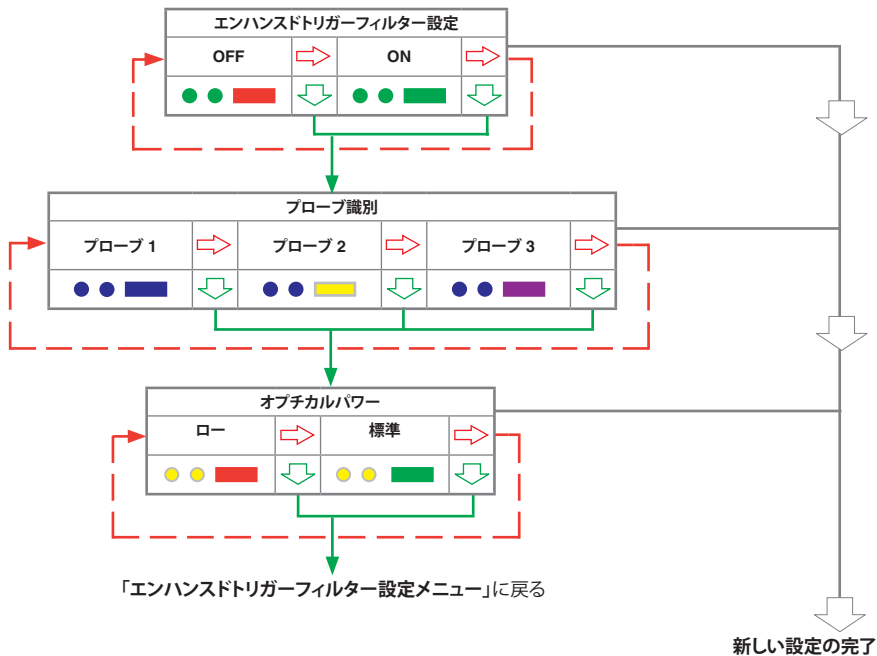 エンハンスドトリガーフィルター設定
OFF
ON
プローブ識別
プローブ 1
プローブ 2
プローブ 3
オプチカルパワー
ロー
標準
「エンハンスドトリガーフィルター設定メニュー」に戻る
新しい設定の完了